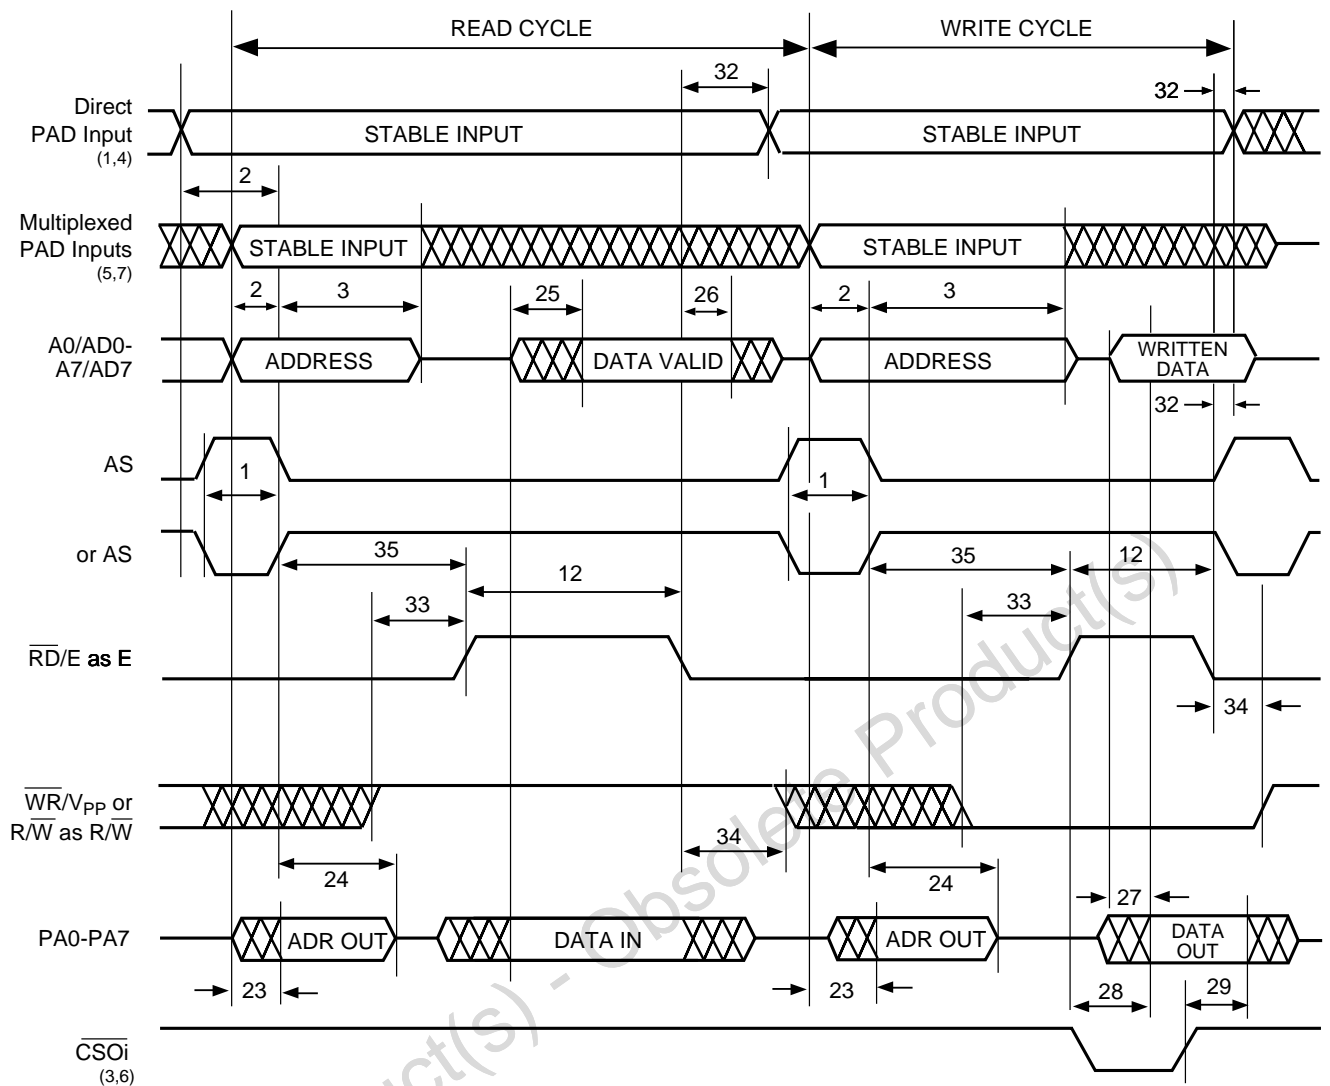 READ CYCLE WRITE CYCLE
32 32
Direct
PAD Input
(1,4)
STABLE INPUT STABLE INPUT
2
Multiplexed
PAD Inputs
(5,7)
STABLE INPUT STABLE INPUT
2 3 25 26 2 3
A0/AD0-
A7/AD7
ADDRESS DATA VALID ADDRESS WRITTEN
DATA
32
AS
1 1
or AS
35 12 35 12
33 33
RD/E as E
34
WR/VPP or
R/W as R/W
34
24 24
27
PA0-PA7
ADR OUT DATA IN ADR OUT DATA
OUT
23 23 28 29
CSOi
(3,6)
uct(s) - Obsolete Product(s)